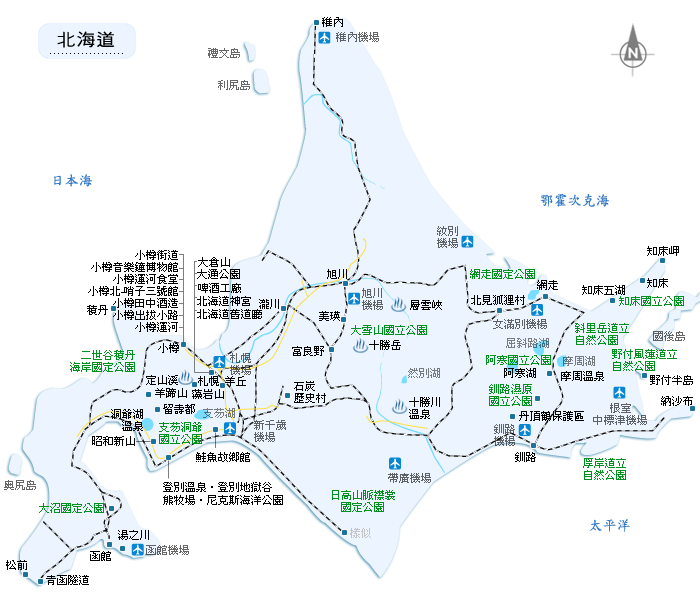 北海道
稚內
稚內機場
禮文島
利尻島
N
日本海
鄂霍次克海
紋別
機場
知床岬
小樽街道
小樽音樂鐘博物館
小樽運河食堂
小樽北一哨子三號館
小樽田中酒造
小樽出拔小路
小樽運河
積丹
大倉山
大通公園
啤酒工廠
北海道神宮
北海道舊道廳
瀧川
旭川
旭川
機場
層雲峽
美瑛
大雪山國立公園
富良野
十勝岳
網走國定公園
網走
北見狐狸村
女滿別機場
知床五湖
知床
知床國立公園
斜里岳道立
自然公園
國後島
屈斜路湖
阿寒國立公園
阿寒湖
摩周湖
摩周溫泉
野付風蓮道立
自然公園
野付半島
納沙布
根室
中標津機場
小樽
二世谷積丹
海岸國定公園
札幌
機場
定山溪
札幌
羊丘
羊蹄山
藻岩山
留壽都
洞爺湖
溫泉
支芴湖
支芴洞爺
國立公園
昭和新山
鮭魚故鄉館
新千歲
機場
石炭
歷史村
然別湖
十勝川
溫泉
帶廣機場
釧路濕原
國立公園
丹頂鶴保護區
釧路
機場
釧路
厚岸道立
自然公園
登別溫泉・登別地獄谷
熊牧場・尼克斯海洋公園
日高山脈襟裳
國定公園
奧尻島
大沼國定公園
湯之川
函館
函館機場
松前
青函隧道
太平洋